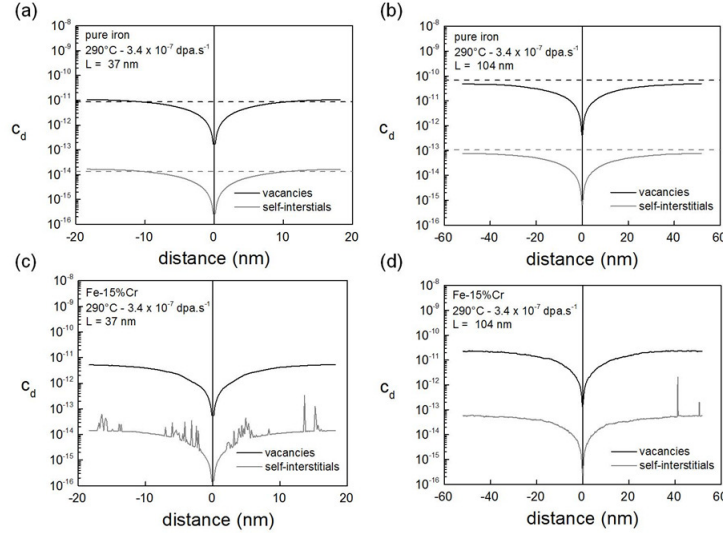 (a)
pure iron
290°C - 3.4 x 10⁻⁷ dpa.s⁻¹
L = 37 nm
10⁻⁸
10⁻⁹
10⁻¹⁰
10⁻¹¹
10⁻¹²
10⁻¹³
10⁻¹⁴
10⁻¹⁵
10⁻¹⁶
c_d
vacancies
self-interstials
-20 -10 0 10 20
distance (nm)
(b)
pure iron
290°C - 3.4 x 10⁻⁷ dpa.s⁻¹
L = 104 nm
10⁻⁸
10⁻⁹
10⁻¹⁰
10⁻¹¹
10⁻¹²
10⁻¹³
10⁻¹⁴
10⁻¹⁵
10⁻¹⁶
c_d
vacancies
self-interstitials
-60 -40 -20 0 20 40 60
distance (nm)
(c)
Fe-15%Cr
290°C - 3.4 x 10⁻⁷ dpa.s⁻¹
L = 37 nm
10⁻⁸
10⁻⁹
10⁻¹⁰
10⁻¹¹
10⁻¹²
10⁻¹³
10⁻¹⁴
10⁻¹⁵
10⁻¹⁶
c_d
vacancies
self-interstitials
-20 -10 0 10 20
distance (nm)
(d)
Fe-15%Cr
290°C - 3.4 x 10⁻⁷ dpa.s⁻¹
L = 104 nm
10⁻⁸
10⁻⁹
10⁻¹⁰
10⁻¹¹
10⁻¹²
10⁻¹³
10⁻¹⁴
10⁻¹⁵
10⁻¹⁶
c_d
vacancies
self-interstitials
-60 -40 -20 0 20 40 60
distance (nm)